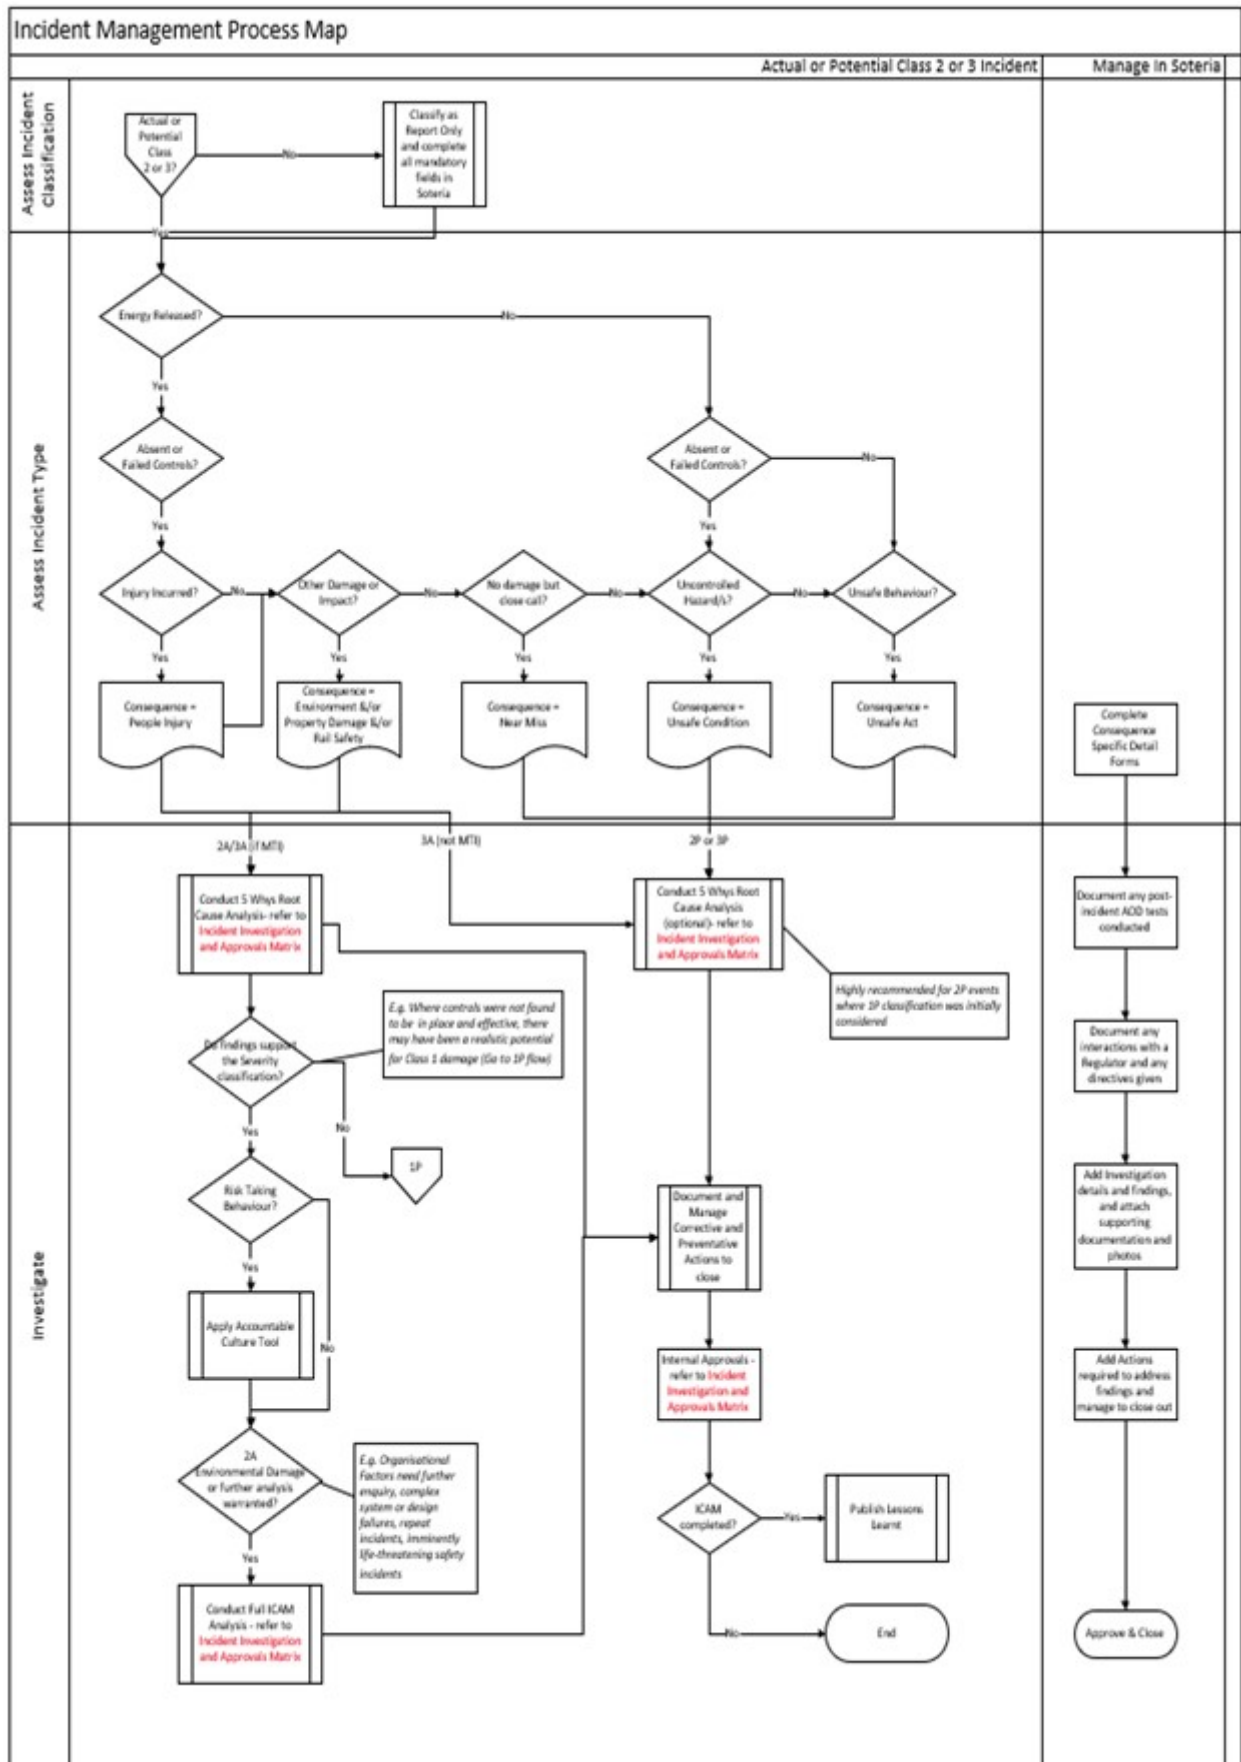 Incident Management Process Map
Actual or Potential Class 2 or 3 Incident
Manage In Soteria
Assess Incident
Classification
Actual or
Potential
Class
2 or 3?
No
Classify as
Report Only
and complete
all mandatory
fields in
Soteria
Yes
Assess Incident Type
Energy Released?
No
Yes
Absent or
Failed Controls?
Absent or
Failed Controls?
No
Yes
Yes
Injury Incurred?
No
Other Damage or
Impact?
No
No damage but
close call?
No
Uncontrolled
Hazard/s?
No
Unsafe Behaviour?
Yes
Yes
Yes
Yes
Yes
Consequence =
People Injury
Consequence =
Environment &/or
Property Damage &/or
Rail Safety
Consequence =
Near Miss
Consequence =
Unsafe Condition
Consequence =
Unsafe Act
Complete
Consequence
Specific Detail
Forms
Investigate
2A/3A (if MTI)
3A (not MTI)
2P or 3P
Conduct 5 Whys Root
Cause Analysis- refer to
Incident Investigation
and Approvals Matrix
Conduct 5 Whys Root
Cause Analysis
(optional)- refer to
Incident Investigation
and Approvals Matrix
Document any post-
incident AOD tests
conducted
Highly recommended for 2P events
where 1P classification was initially
considered
E.g. Where controls were not found
to be in place and effective, there
may have been a realistic potential
for Class 1 damage (Go to 1P flow)
Do findings support
the Severity
classification?
Document any
interactions with a
Regulator and any
directives given
Yes
No
1P
Risk Taking
Behaviour?
Document and
Manage
Corrective and
Preventative
Actions to
close
Add Investigation
details and findings,
and attach
supporting
documentation and
photos
Yes
Apply Accountable
Culture Tool
No
Internal Approvals -
refer to Incident
Investigation and
Approvals Matrix
Add Actions
required to address
findings and
manage to close out
2A
Environmental Damage
or further analysis
warranted?
E.g. Organisational
Factors need further
enquiry, complex
system or design
failures, repeat
incidents, imminently
life-threatening safety
incidents
ICAM
completed?
Yes
Publish Lessons
Learnt
Yes
Conduct Full ICAM
Analysis - refer to
Incident Investigation
and Approvals Matrix
No
End
Approve & Close